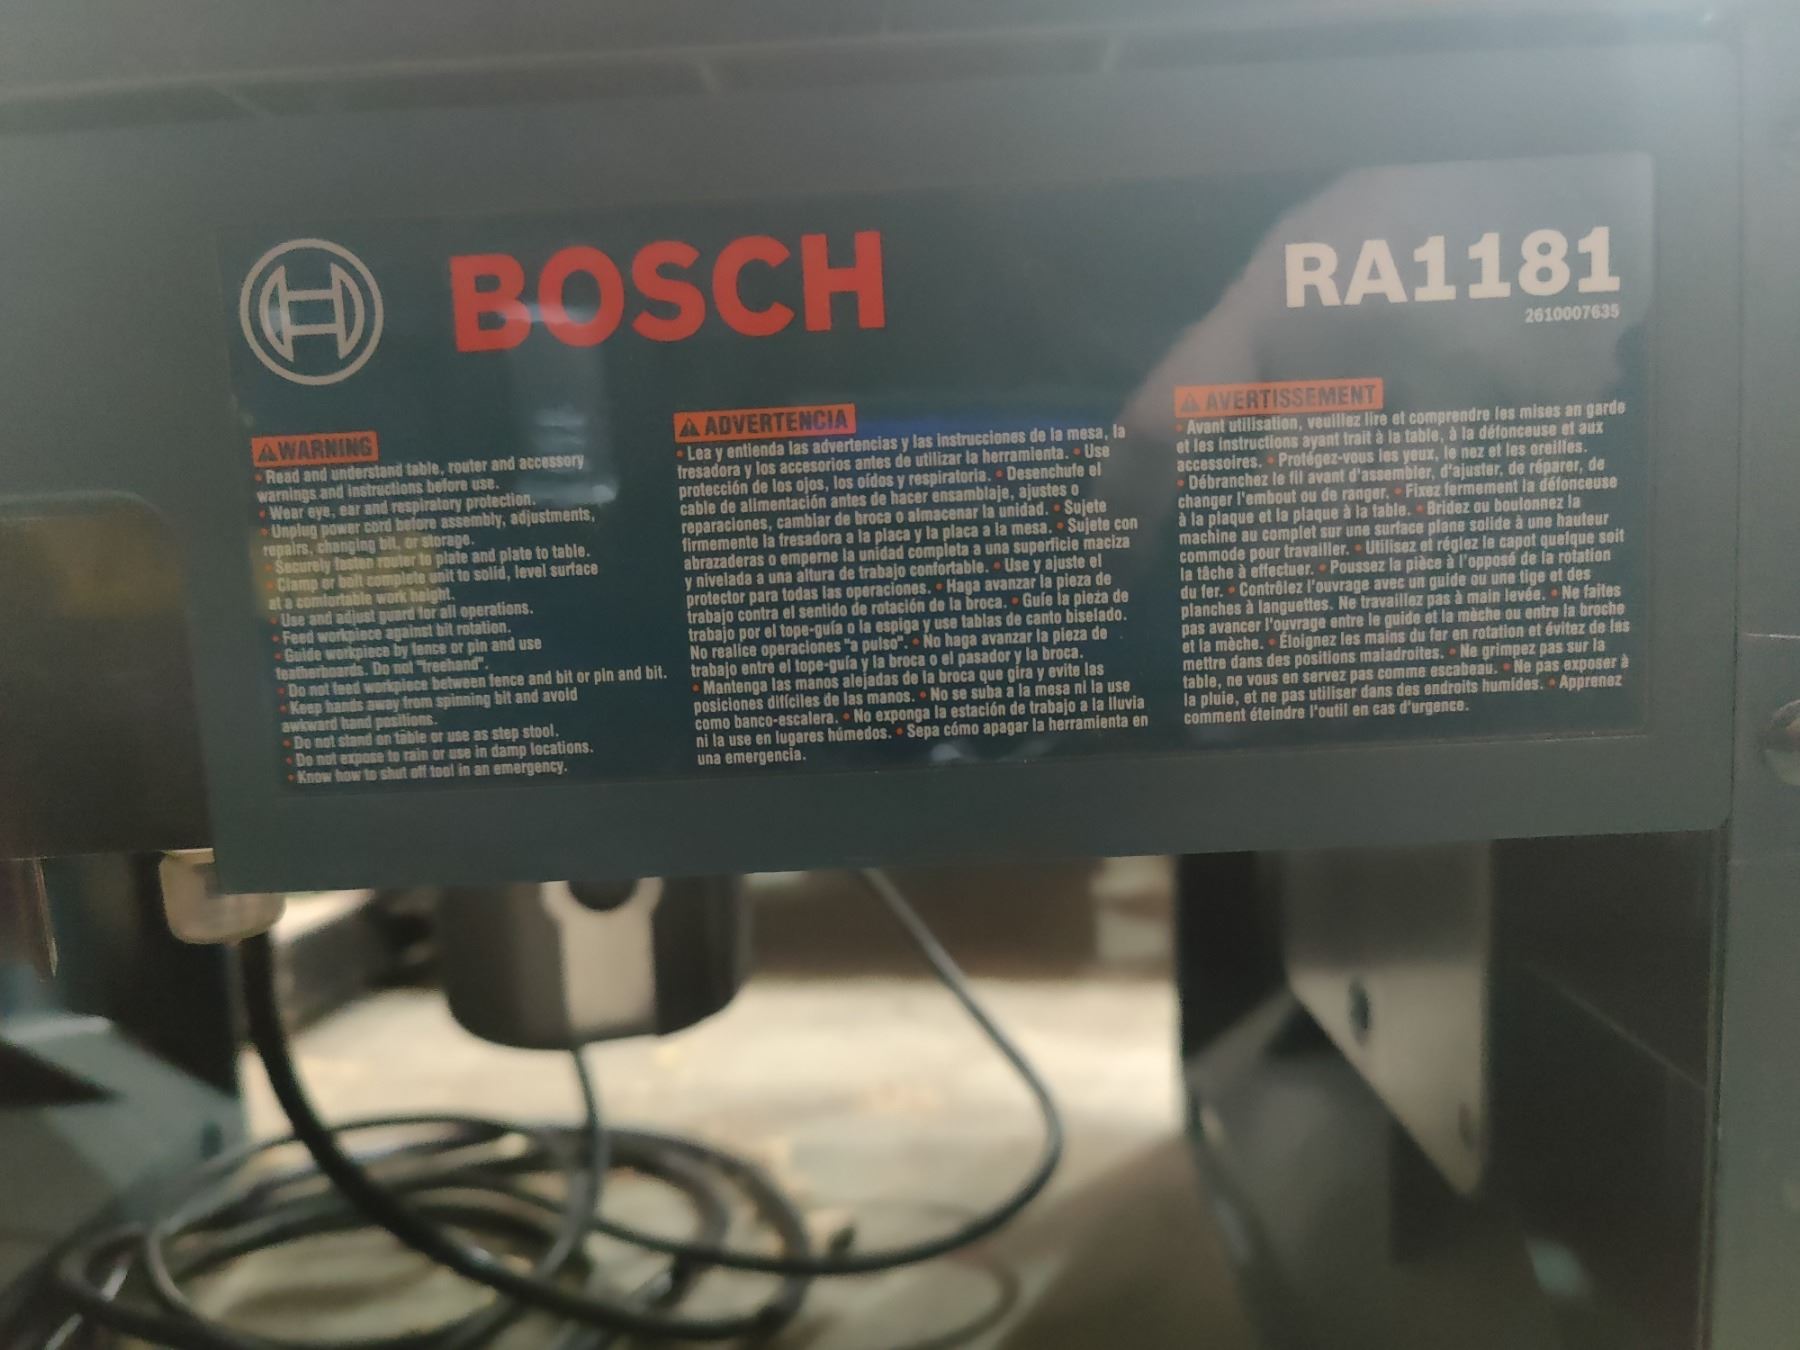 BOSCH
RA1181
2610007635
WARNING
• Read and understand table, router and accessory
warnings and instructions before use.
• Wear eye, ear and respiratory protection.
• Unplug power cord before assembly, adjustments,
repairs, changing bit, or storage.
• Securely fasten router to plate and plate to table.
• Clamp or bolt complete unit to solid, level surface
at a comfortable work height.
• Use and adjust guard for all operations.
• Feed workpiece against bit rotation.
• Guide workpiece by fence or pin and use
featherboards. Do not "freehand".
• Do not feed workpiece between fence and bit or pin and bit.
• Keep hands away from spinning bit and avoid
awkward hand positions.
• Do not stand on table or use as step stool.
• Do not expose to rain or use in damp locations.
• Know how to shut off tool in an emergency.
ADVERTENCIA
• Lea y entienda las advertencias y las instrucciones de la mesa, la
fresadora y los accesorios antes de utilizar la herramienta. • Use
protección de los ojos, los oídos y respiratoria. • Desenchufe el
cable de alimentación antes de hacer ensamblaje, ajustes o
reparaciones, cambiar de broca o almacenar la unidad. • Sujete
firmemente la fresadora a la placa y la placa a la mesa. • Sujete con
abrazaderas o emperne la unidad completa a una superficie maciza
y nivelada a una altura de trabajo confortable. • Use y ajuste el
protector para todas las operaciones. • Haga avanzar la pieza de
trabajo contra el sentido de rotación de la broca. • Guíe la pieza de
trabajo por el tope-guía o la espiga y use tablas de canto biselado.
No realice operaciones "a pulso". • No haga avanzar la pieza de
trabajo entre el tope-guía y la broca o el pasador y la broca.
• Mantenga las manos alejadas de la broca que gira y evite las
posiciones difíciles de las manos. • No se suba a la mesa ni la use
como banco-escalera. • No exponga la estación de trabajo a la lluvia
ni la use en lugares húmedos. • Sepa cómo apagar la herramienta en
una emergencia.
AVERTISSEMENT
• Avant utilisation, veuillez lire et comprendre les mises an garde
et les instructions ayant trait à la table, à la défonceuse et aux
accessoires. • Protégez-vous les yeux, le nez et les oreilles.
• Débranchez le fil avant d'assembler, d'ajuster, de réparer, de
changer l'embout ou de ranger. • Fixez fermement la défonceuse
à la plaque et la plaque à la table. • Bridez ou boulonnez la
machine au complet sur une surface plane solide à une hauteur
commode pour travailler. • Utilisez et réglez le capot quelque soit
la tâche à effectuer. • Poussez la pièce à l'opposé de la rotation
du fer. • Contrôlez l'ouvrage avec un guide ou une tige et des
planches à languettes. Ne travaillez pas à main levée. • Ne faites
pas avancer l'ouvrage entre le guide et la mèche ou entre la broche
et la mèche. • Éloignez les mains du fer en rotation et évitez de les
mettre dans des positions maladroites. • Ne grimpez pas sur la
table, ne vous en servez pas comme escabeau. • Ne pas exposer à
la pluie, et ne pas utiliser dans des endroits humides. • Apprenez
comment éteindre l'outil en cas d'urgence.